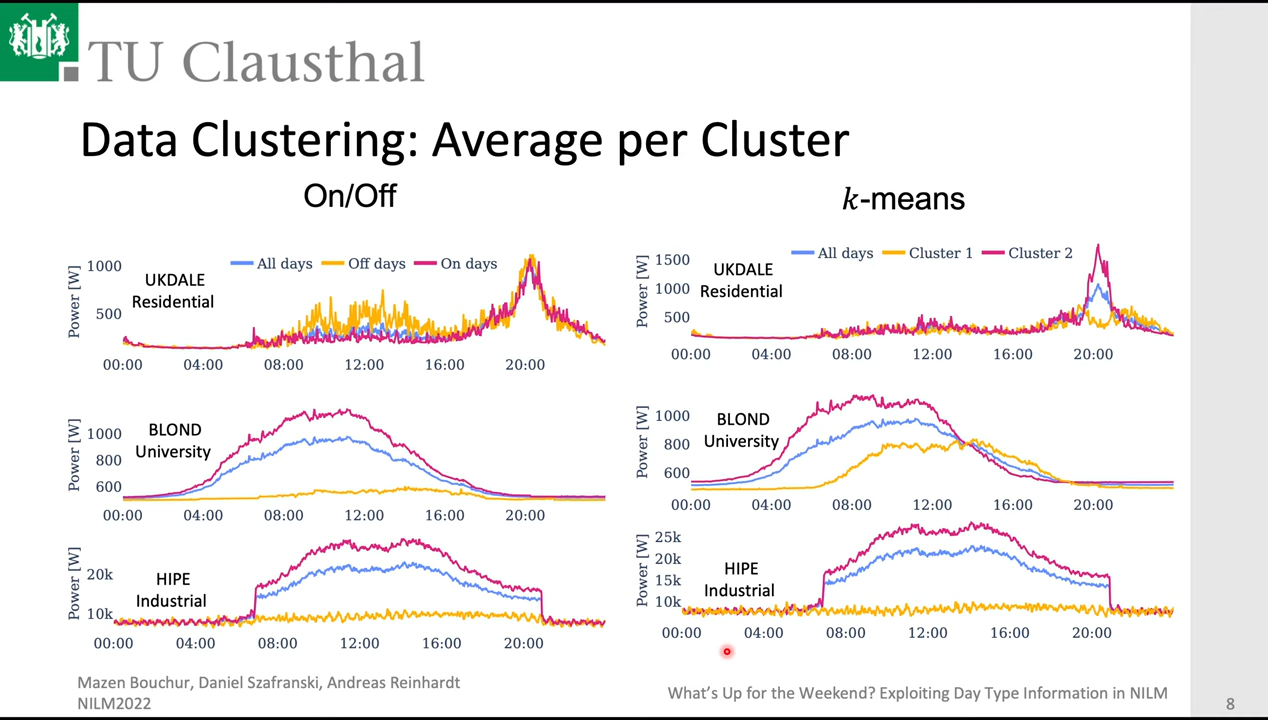 TU Clausthal
Data Clustering: Average per Cluster
On/Off
Power [W]
1000
500
UKDALE
Residential
All days
Off days
On days
00:00 04:00 08:00 12:00 16:00 20:00
Power [W]
1000
800
600
BLOND
University
00:00 04:00 08:00 12:00 16:00 20:00
Power [W]
20k
10k
HIPE
Industrial
00:00 04:00 08:00 12:00 16:00 20:00
k-means
Power [W]
1500
1000
500
UKDALE
Residential
All days
Cluster 1
Cluster 2
00:00 04:00 08:00 12:00 16:00 20:00
Power [W]
1000
800
600
BLOND
University
00:00 04:00 08:00 12:00 16:00 20:00
Power [W]
25k
20k
15k
10k
HIPE
Industrial
00:00 04:00 08:00 12:00 16:00 20:00
Mazen Bouchur, Daniel Szafranski, Andreas Reinhardt
NILM2022
What's Up for the Weekend? Exploiting Day Type Information in NILM
8